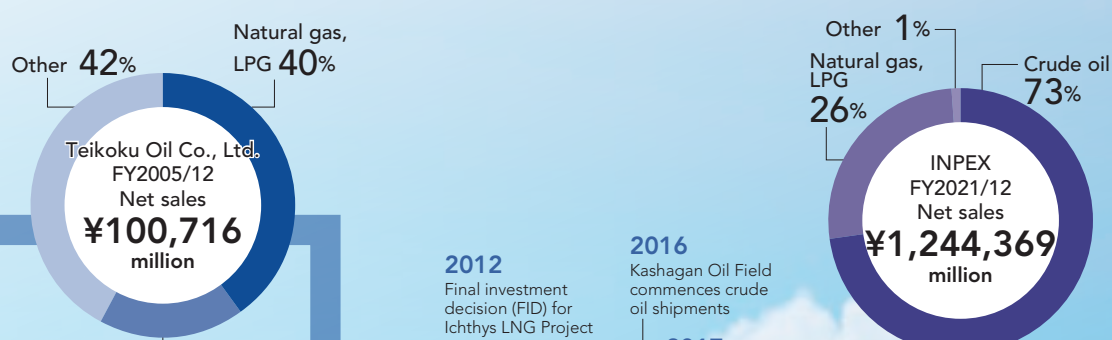 Other 42%
Natural gas,
LPG 40%
Teikoku Oil Co., Ltd.
FY2005/12
Net sales
¥100,716
million
2012
Final investment
decision (FID) for
Ichthys LNG Project
2016
Kashagan Oil Field
commences crude
oil shipments
Other 1%
Natural gas,
LPG
26%
Crude oil
73%
INPEX
FY2021/12
Net sales
¥1,244,369
million